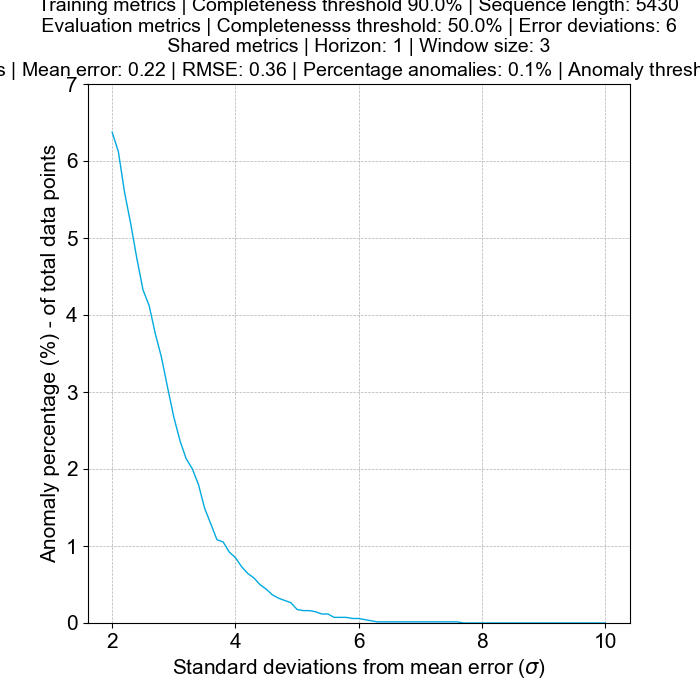 Training metrics | Completeness threshold 90.0% | Sequence length: 5430
Evaluation metrics | Completenesss threshold: 50.0% | Error deviations: 6
Shared metrics | Horizon: 1 | Window size: 3
| Mean error: 0.22 | RMSE: 0.36 | Percentage anomalies: 0.1% | Anomaly
7
6
5
4
3
2
1
0
Anomaly percentage (%) - of total data points
2 4 6 8 10
Standard deviations from mean error (σ)